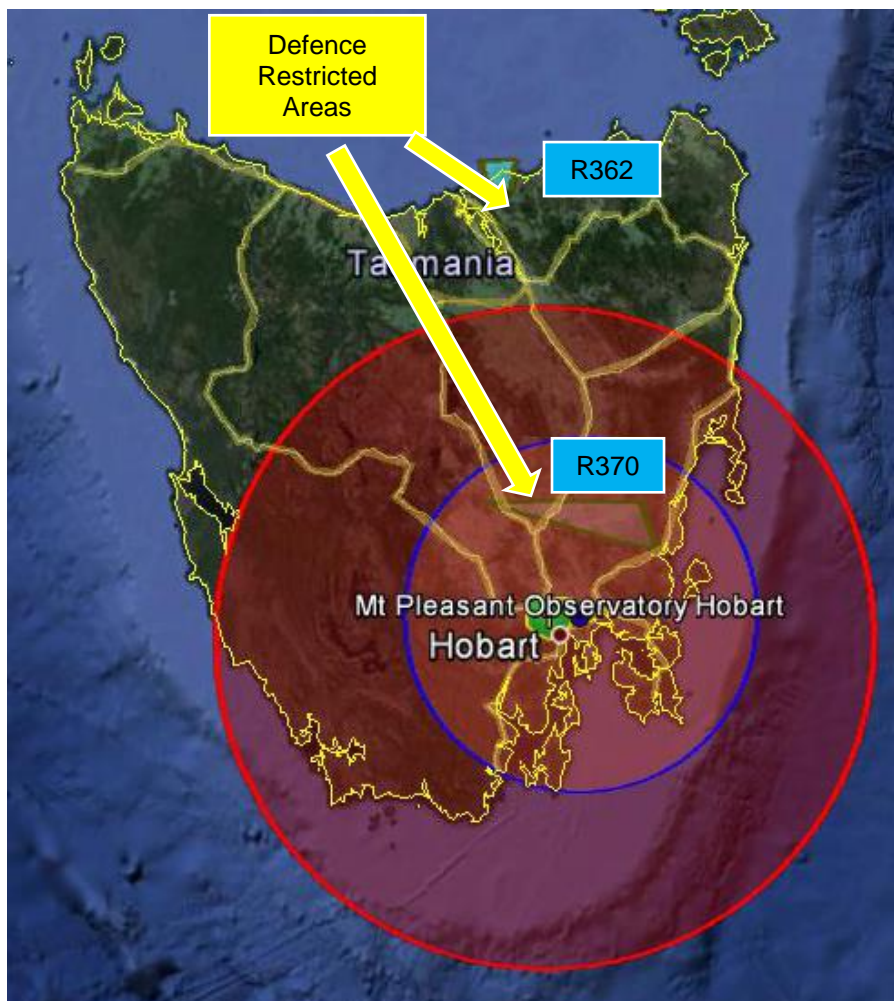 Defence
Restricted
Areas
R362
Tasmania
R370
Mt Pleasant Observatory Hobart
Hobart